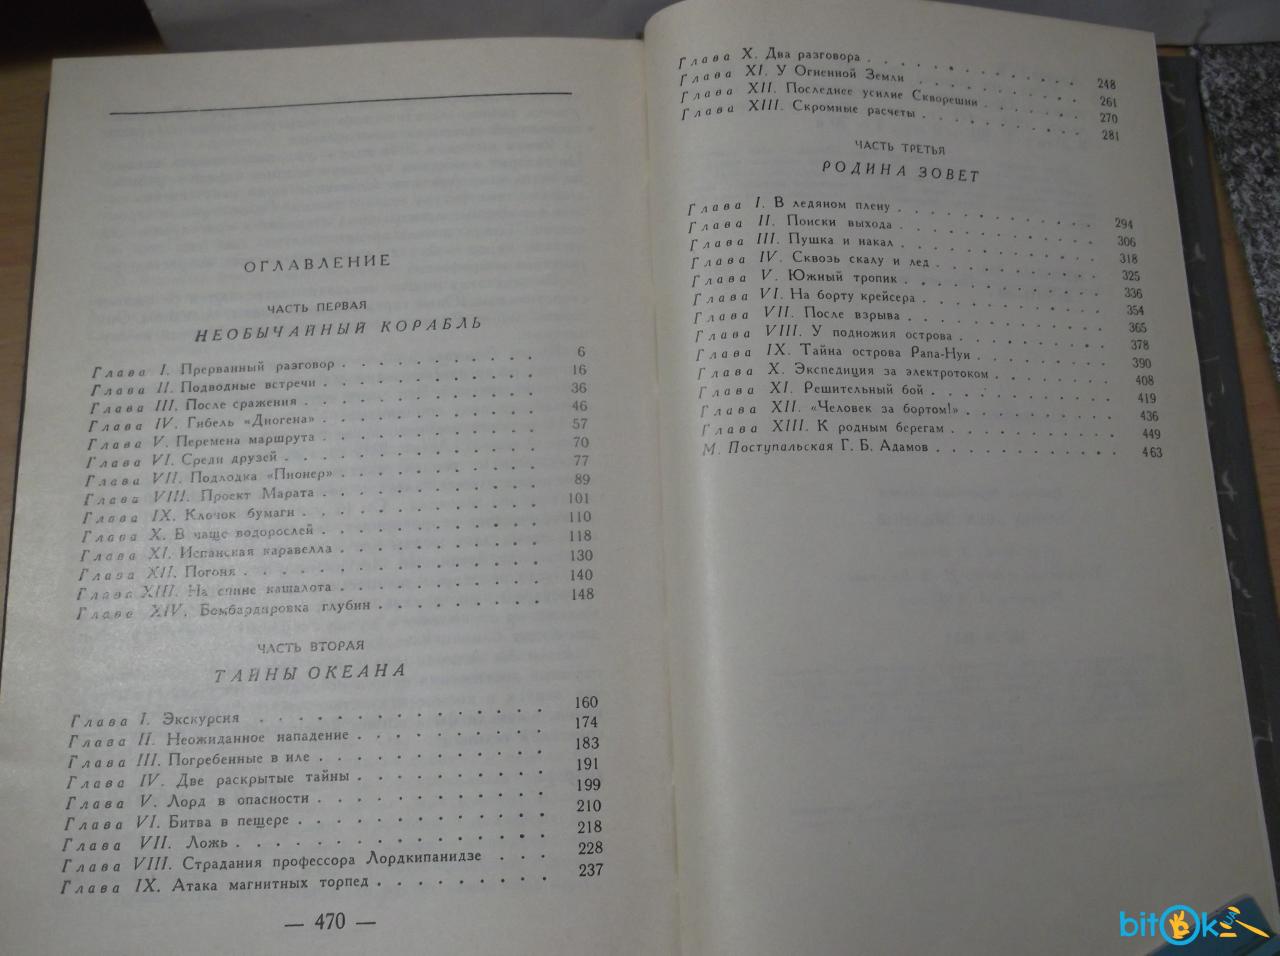 ОГЛАВЛЕНИЕ
ЧАСТЬ ПЕРВАЯ
НЕОБЫЧАЙНЫЙ КОРАБЛЬ
Глава I. Прерванный разговор . . . . . . . . . . 6
Глава II. Подводные встречи . . . . . . . . . . 16
Глава III. После сражения . . . . . . . . . . 36
Глава IV. Гибель «Диогена» . . . . . . . . . . 46
Глава V. Перемена маршрута . . . . . . . . . . 57
Глава VI. Среди друзей . . . . . . . . . . 70
Глава VII. Подлодка «Пионер» . . . . . . . . . . 77
Глава VIII. Проект Марата . . . . . . . . . . 89
Глава IX. Клочок бумаги . . . . . . . . . . 101
Глава X. В чаще водорослей . . . . . . . . . . 110
Глава XI. Испанская каравелла . . . . . . . . . . 118
Глава XII. Погоня . . . . . . . . . . 130
Глава XIII. На спине кашалота . . . . . . . . . . 140
Глава XIV. Бомбардировка глубин . . . . . . . . . 148
ЧАСТЬ ВТОРАЯ
ТАЙНЫ ОКЕАНА
Глава I. Экскурсия . . . . . . . . . . 160
Глава II. Неожиданное нападение . . . . . . . . . . 174
Глава III. Погребенные в иле . . . . . . . . . . 183
Глава IV. Две раскрытые тайны . . . . . . . . . . 191
Глава V. Лорд в опасности . . . . . . . . . . 199
Глава VI. Битва в пещере . . . . . . . . . . 210
Глава VII. Ложь . . . . . . . . . . 218
Глава VIII. Страдания профессора Лордкипанидзе . . . 228
Глава IX. Атака магнитных торпед . . . . . . . . . 237
— 470 —
Глава X. Два разговора . . . . . . . . . . 248
Глава XI. У Огненной Земли . . . . . . . . . . 261
Глава XII. Последнее усилие Скворешни . . . . . . 270
Глава XIII. Скромные расчеты . . . . . . . . . . 281
ЧАСТЬ ТРЕТЬЯ
РОДИНА ЗОВЕТ
Глава I. В ледяном плену . . . . . . . . . . 294
Глава II. Поиски выхода . . . . . . . . . . 306
Глава III. Пушка и накал . . . . . . . . . . 318
Глава IV. Сквозь скалу и лед . . . . . . . . . . 325
Глава V. Южный тропик . . . . . . . . . . 336
Глава VI. На борту крейсера . . . . . . . . . . 354
Глава VII. После взрыва . . . . . . . . . . 365
Глава VIII. У подножия острова . . . . . . . . . . 378
Глава IX. Тайна острова Рапа-Нуи . . . . . . . . 390
Глава X. Экспедиция за электротоком . . . . . . . 408
Глава XI. Решительный бой . . . . . . . . . . 419
Глава XII. «Человек за бортом!» . . . . . . . . . 436
Глава XIII. К родным берегам . . . . . . . . . . 449
М. Поступальская Г. Б. Адамов . . . . . . . . . . 463
bitOk UP